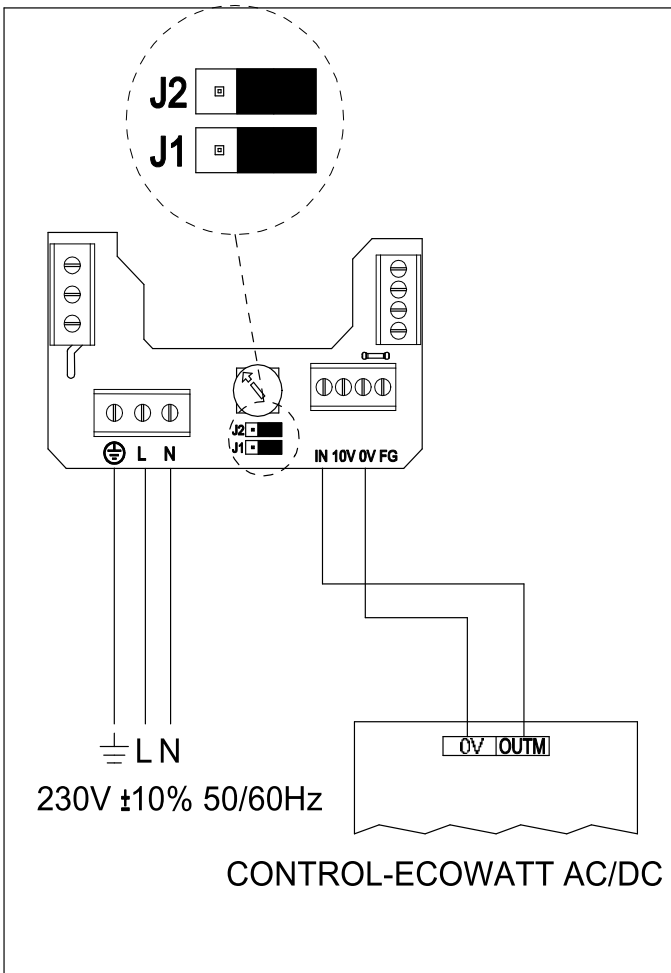 J2
J1
J2
J1
L N
IN 10V 0V FG
L N
230V ±10% 50/60Hz
0V OUTM
CONTROL-ECOWATT AC/DC